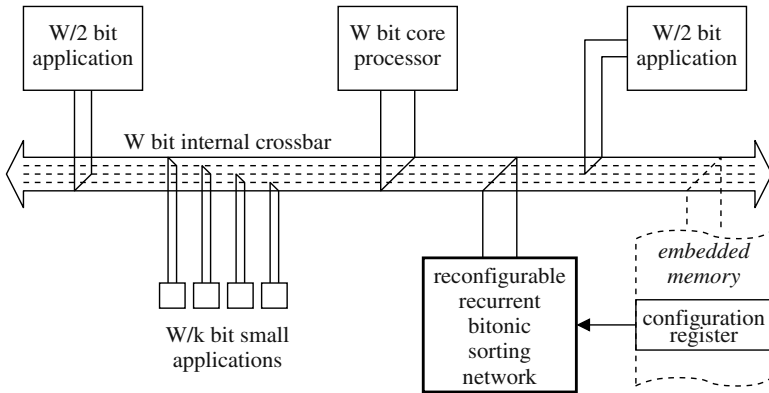 W/2 bit
application
W bit core
processor
W/2 bit
application
W bit internal crossbar
W/k bit small
applications
reconfigurable
recurrent
bitonic
sorting
network
embedded
memory
configuration
register